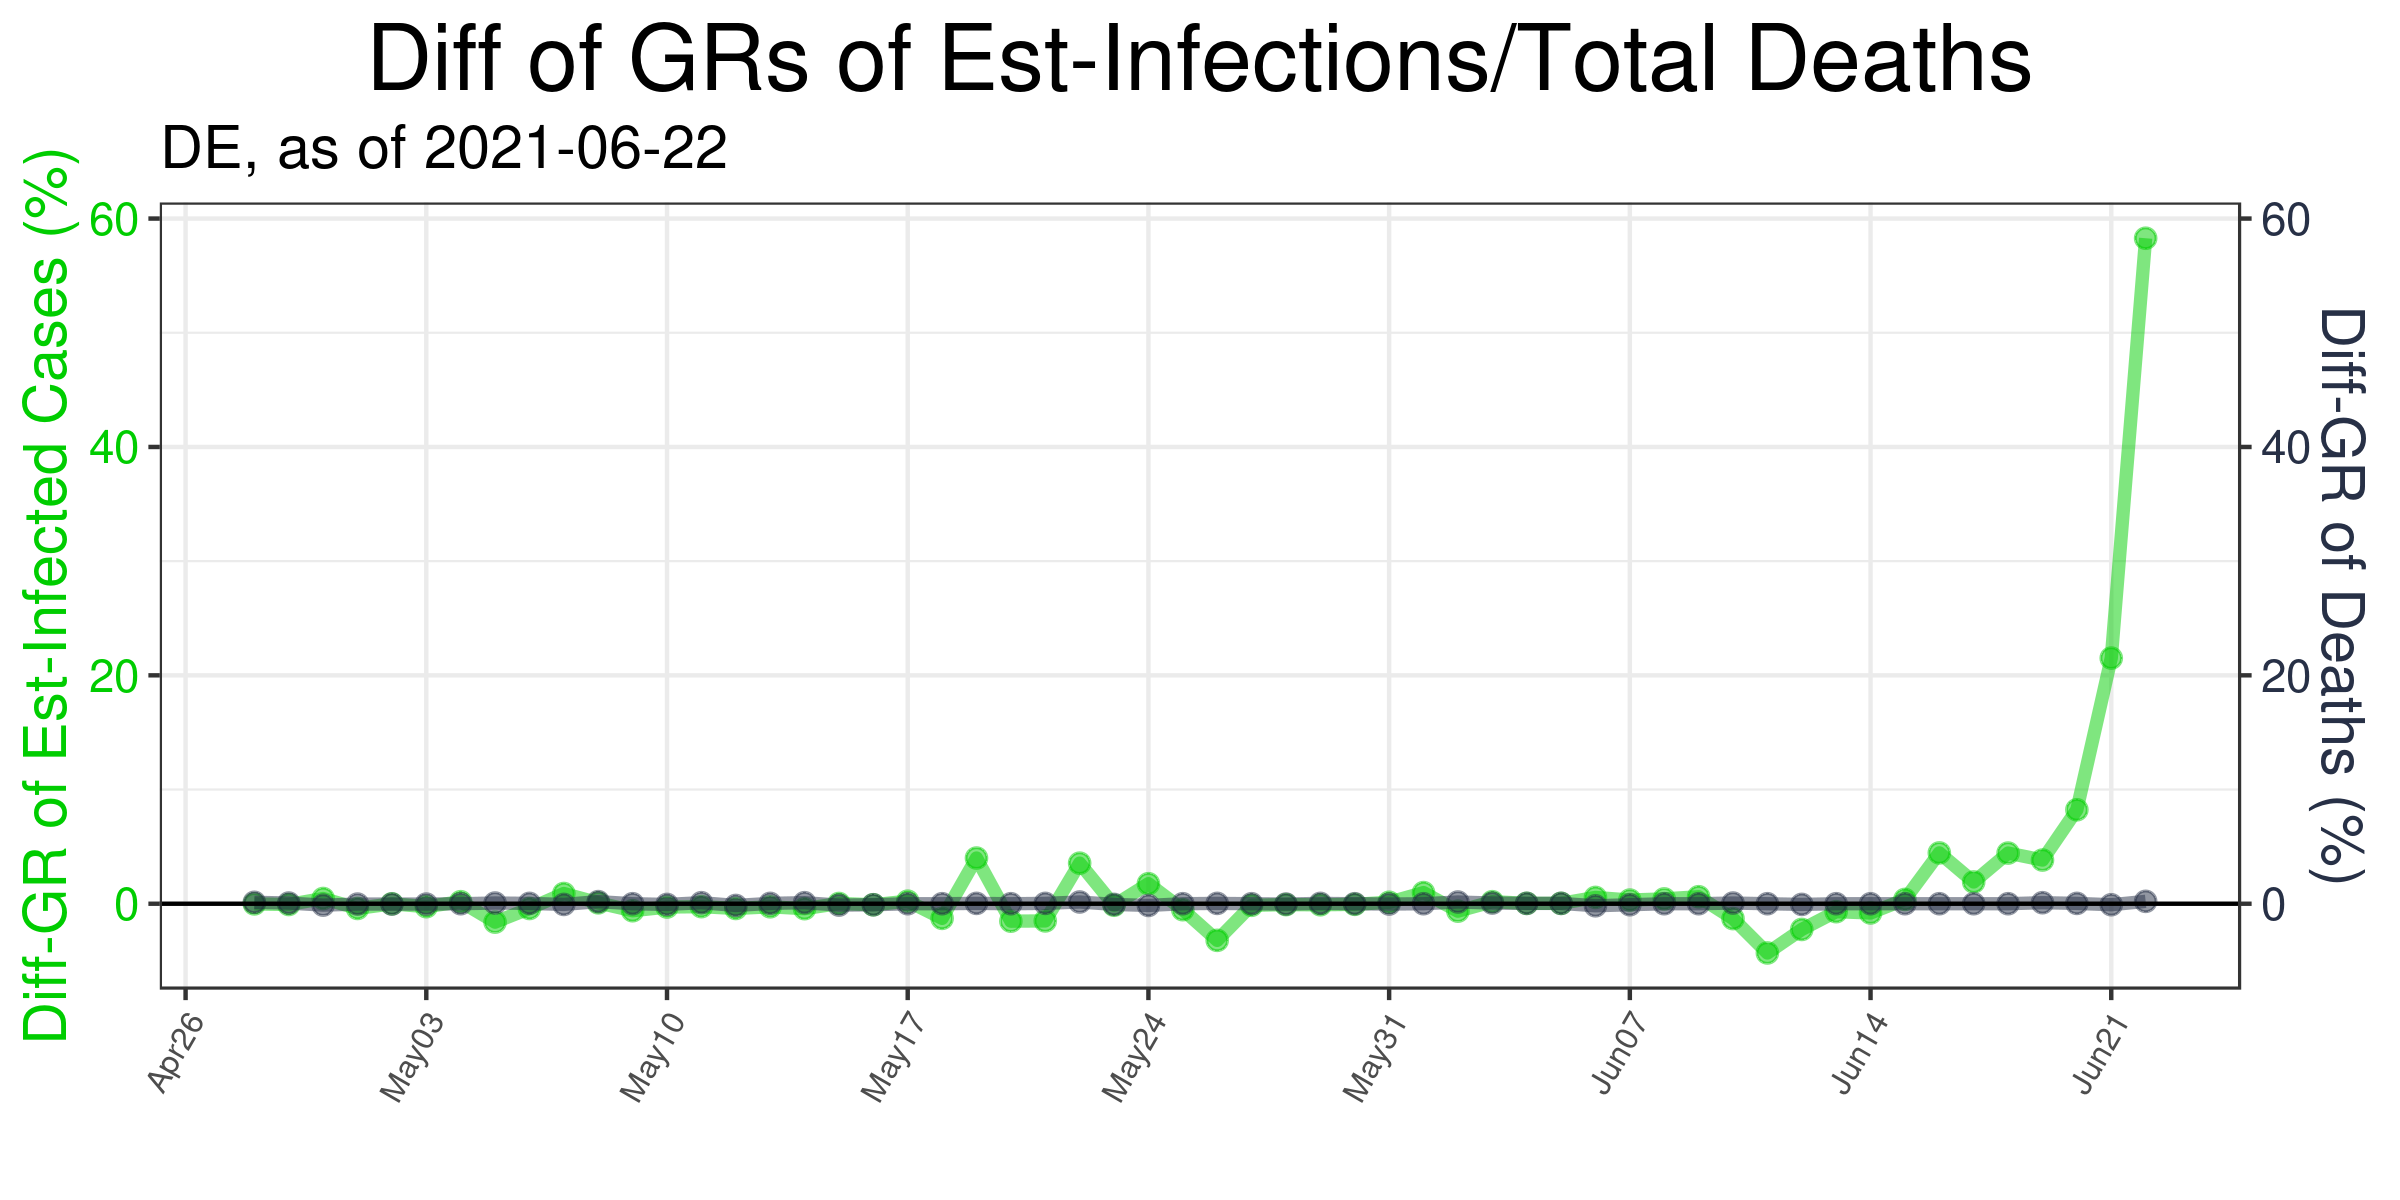 Diff of GRs of Est-Infections/Total Deaths
DE, as of 2021-06-22
Diff-GR of Est-Infected Cases (%)
60
40
20
0
60
40
20
0
Diff-GR of Deaths (%)
Apr26
May03
May10
May17
May24
May31
Jun07
Jun14
Jun21